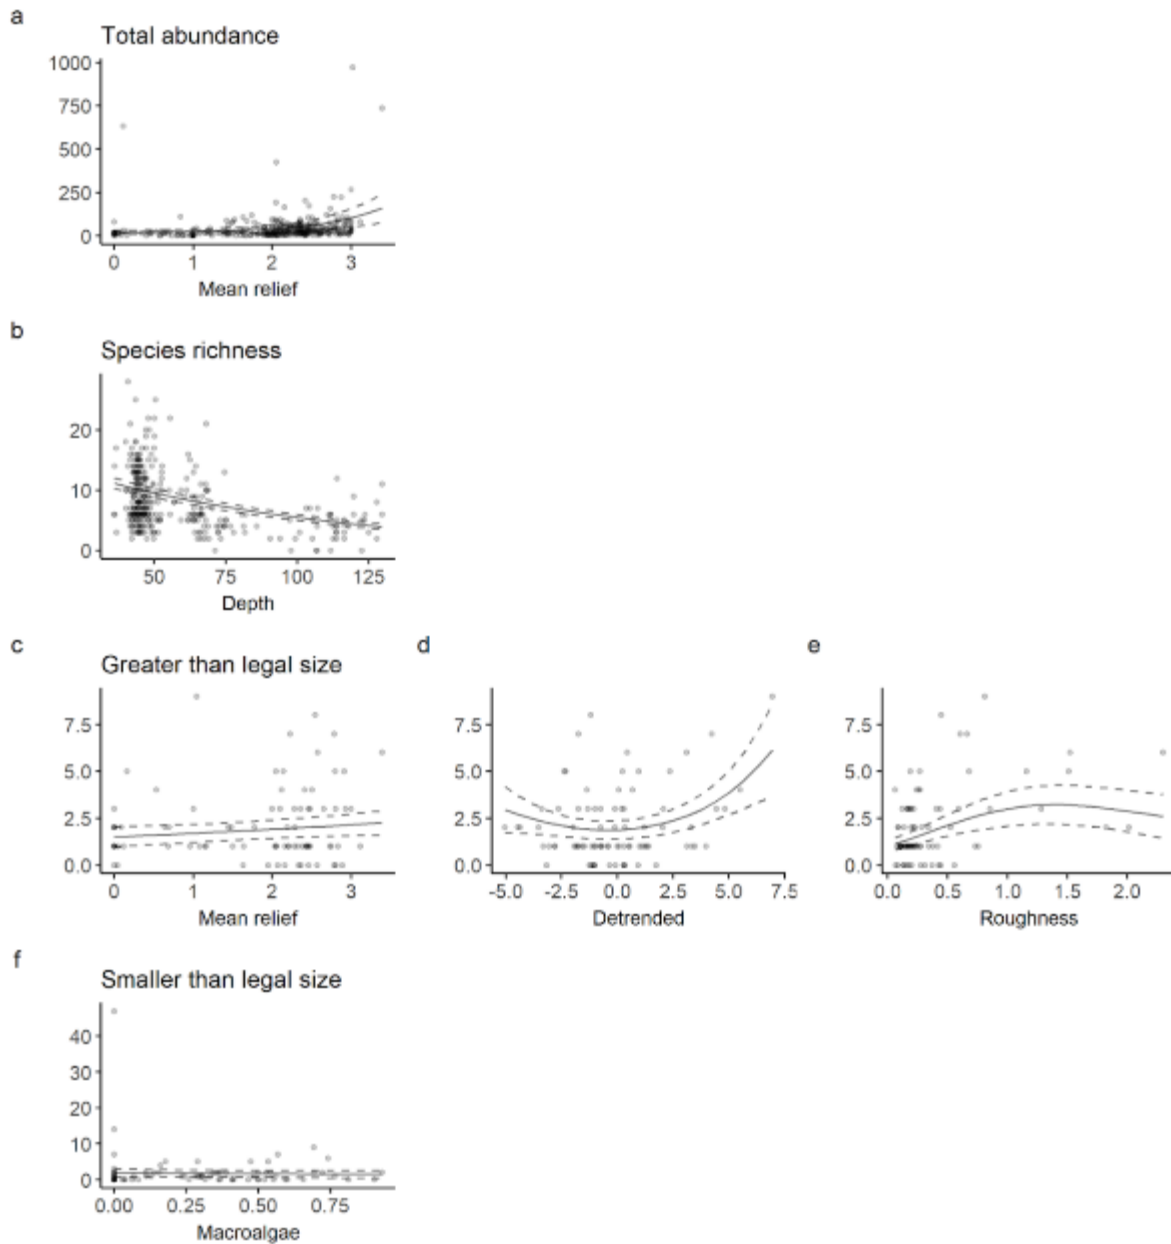 a
Total abundance
1000
750
500
250
0
0 1 2 3
Mean relief
b
Species richness
20
10
0
50 75 100 125
Depth
c
Greater than legal size
7.5
5.0
2.5
0.0
0 1 2 3
Mean relief
d
7.5
5.0
2.5
0.0
-5.0 -2.5 0.0 2.5 5.0 7.5
Detrended
e
7.5
5.0
2.5
0.0
0.0 0.5 1.0 1.5 2.0
Roughness
f
Smaller than legal size
40
30
20
10
0
0.00 0.25 0.50 0.75
Macroalgae